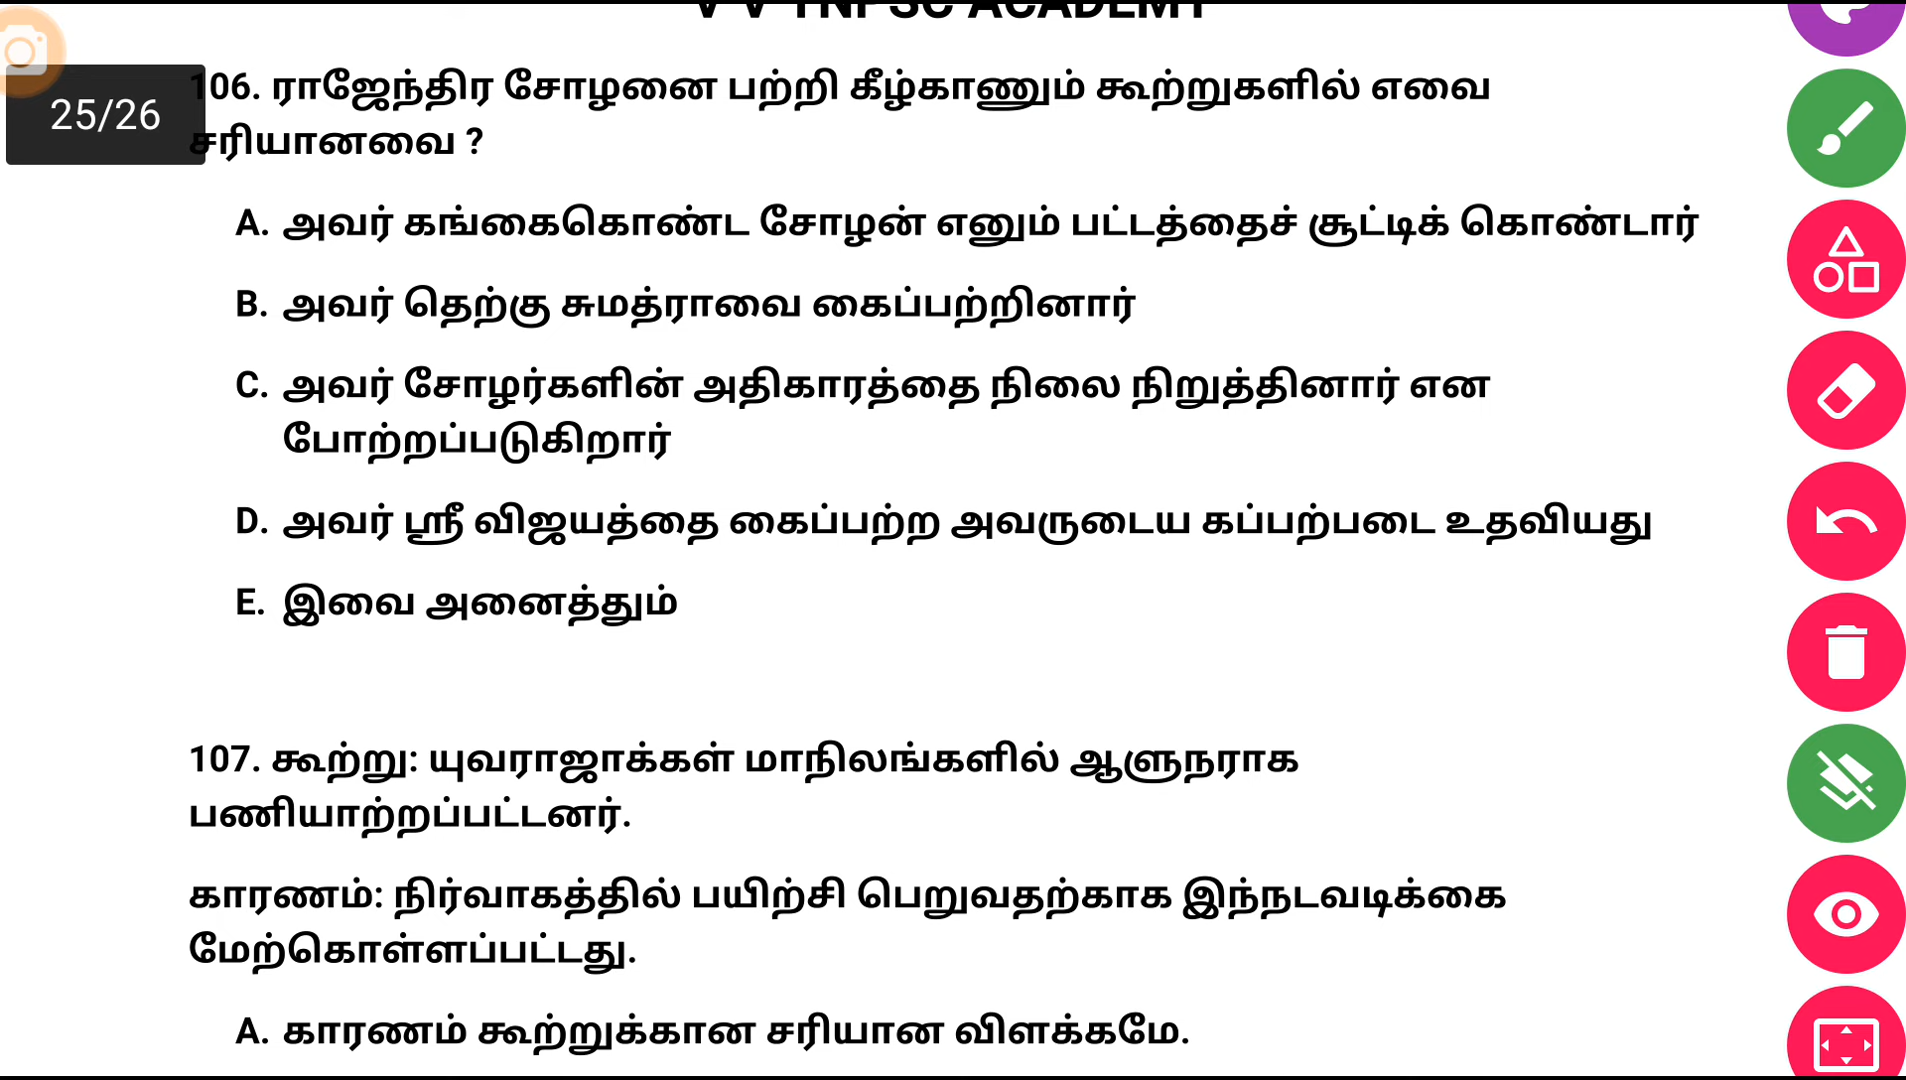 V V TNPSC ACADEMY
25/26
106. ராஜேந்திர சோழனை பற்றி கீழ்காணும் கூற்றுகளில் எவை
சரியானவை ?
A. அவர் கங்கைகொண்ட சோழன் எனும் பட்டத்தைச் சூட்டிக் கொண்டார்
B. அவர் தெற்கு சுமத்ராவை கைப்பற்றினார்
C. அவர் சோழர்களின் அதிகாரத்தை நிலை நிறுத்தினார் என
போற்றப்படுகிறார்
D. அவர் ஸ்ரீ விஜயத்தை கைப்பற்ற அவருடைய கப்பற்படை உதவியது
E. இவை அனைத்தும்
107. கூற்று: யுவராஜாக்கள் மாநிலங்களில் ஆளுநராக
பணியாற்றப்பட்டனர்.
காரணம்: நிர்வாகத்தில் பயிற்சி பெறுவதற்காக இந்நடவடிக்கை
மேற்கொள்ளப்பட்டது.
A. காரணம் கூற்றுக்கான சரியான விளக்கமே.